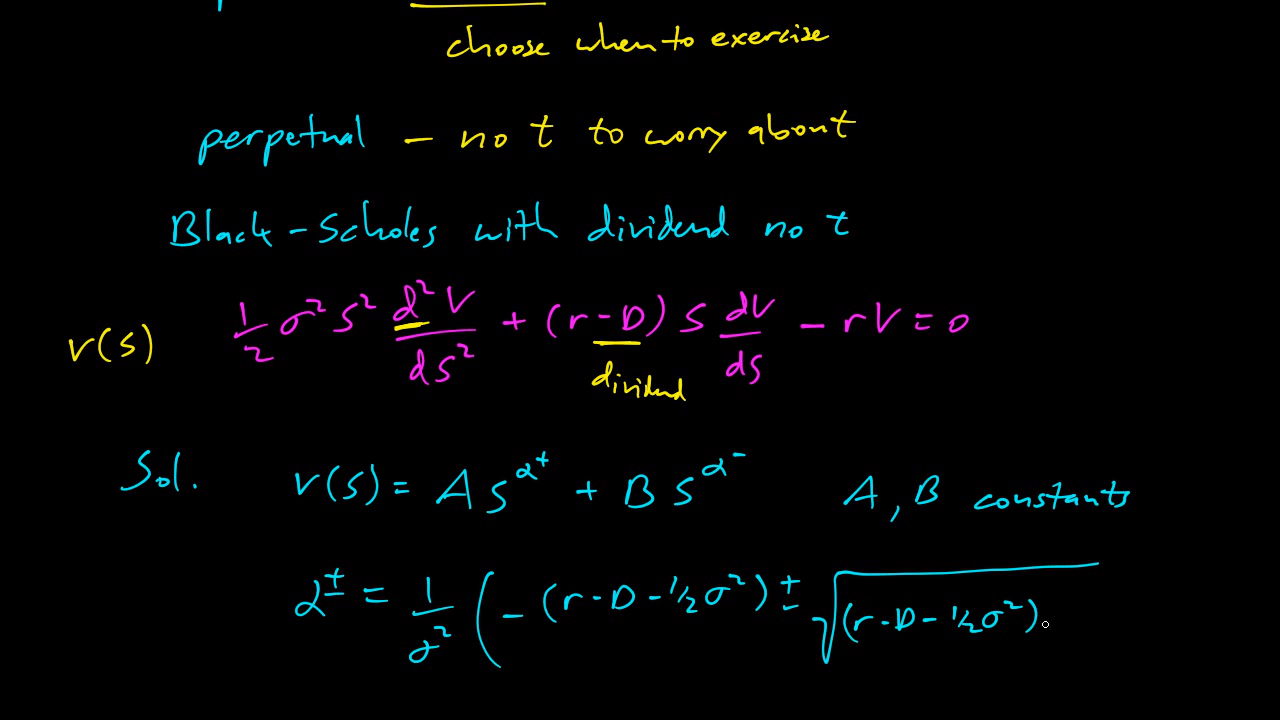 choose when to exercise
perpetual – no t to worry about
Black-Scholes with dividend no t
V(S) 1/2 σ² S² d²V/dS² + (r-D) S dV/dS - rV = 0
dividend
Sol. V(S) = A S^α⁺ + B S^α⁻ A, B constants
α^± = 1/σ² ( - (r-D-1/2σ²) ± √(r-D-1/2σ²)